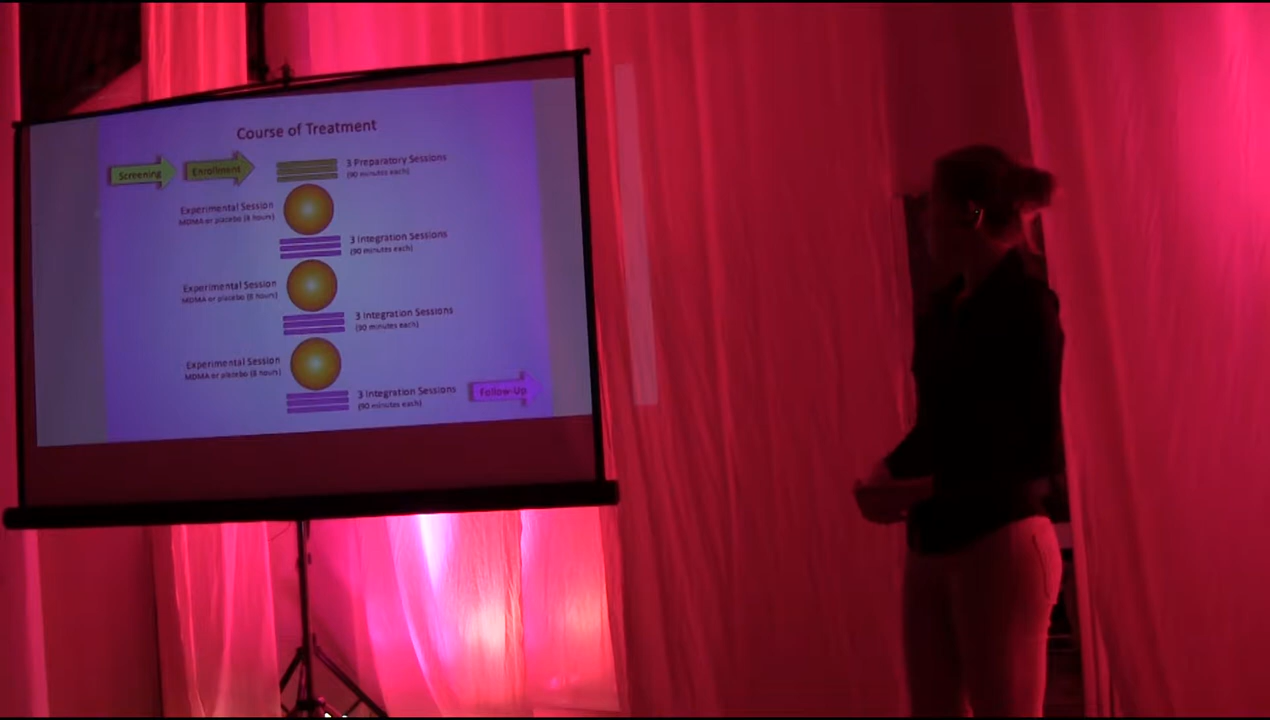 Course of Treatment
Screening
Enrollment
3 Preparatory Sessions
(90 minutes each)
Experimental Session
MDMA or placebo (8 hours)
3 Integration Sessions
(90 minutes each)
Experimental Session
MDMA or placebo (8 hours)
3 Integration Sessions
(90 minutes each)
Experimental Session
MDMA or placebo (8 hours)
3 Integration Sessions
(90 minutes each)
Follow-Up